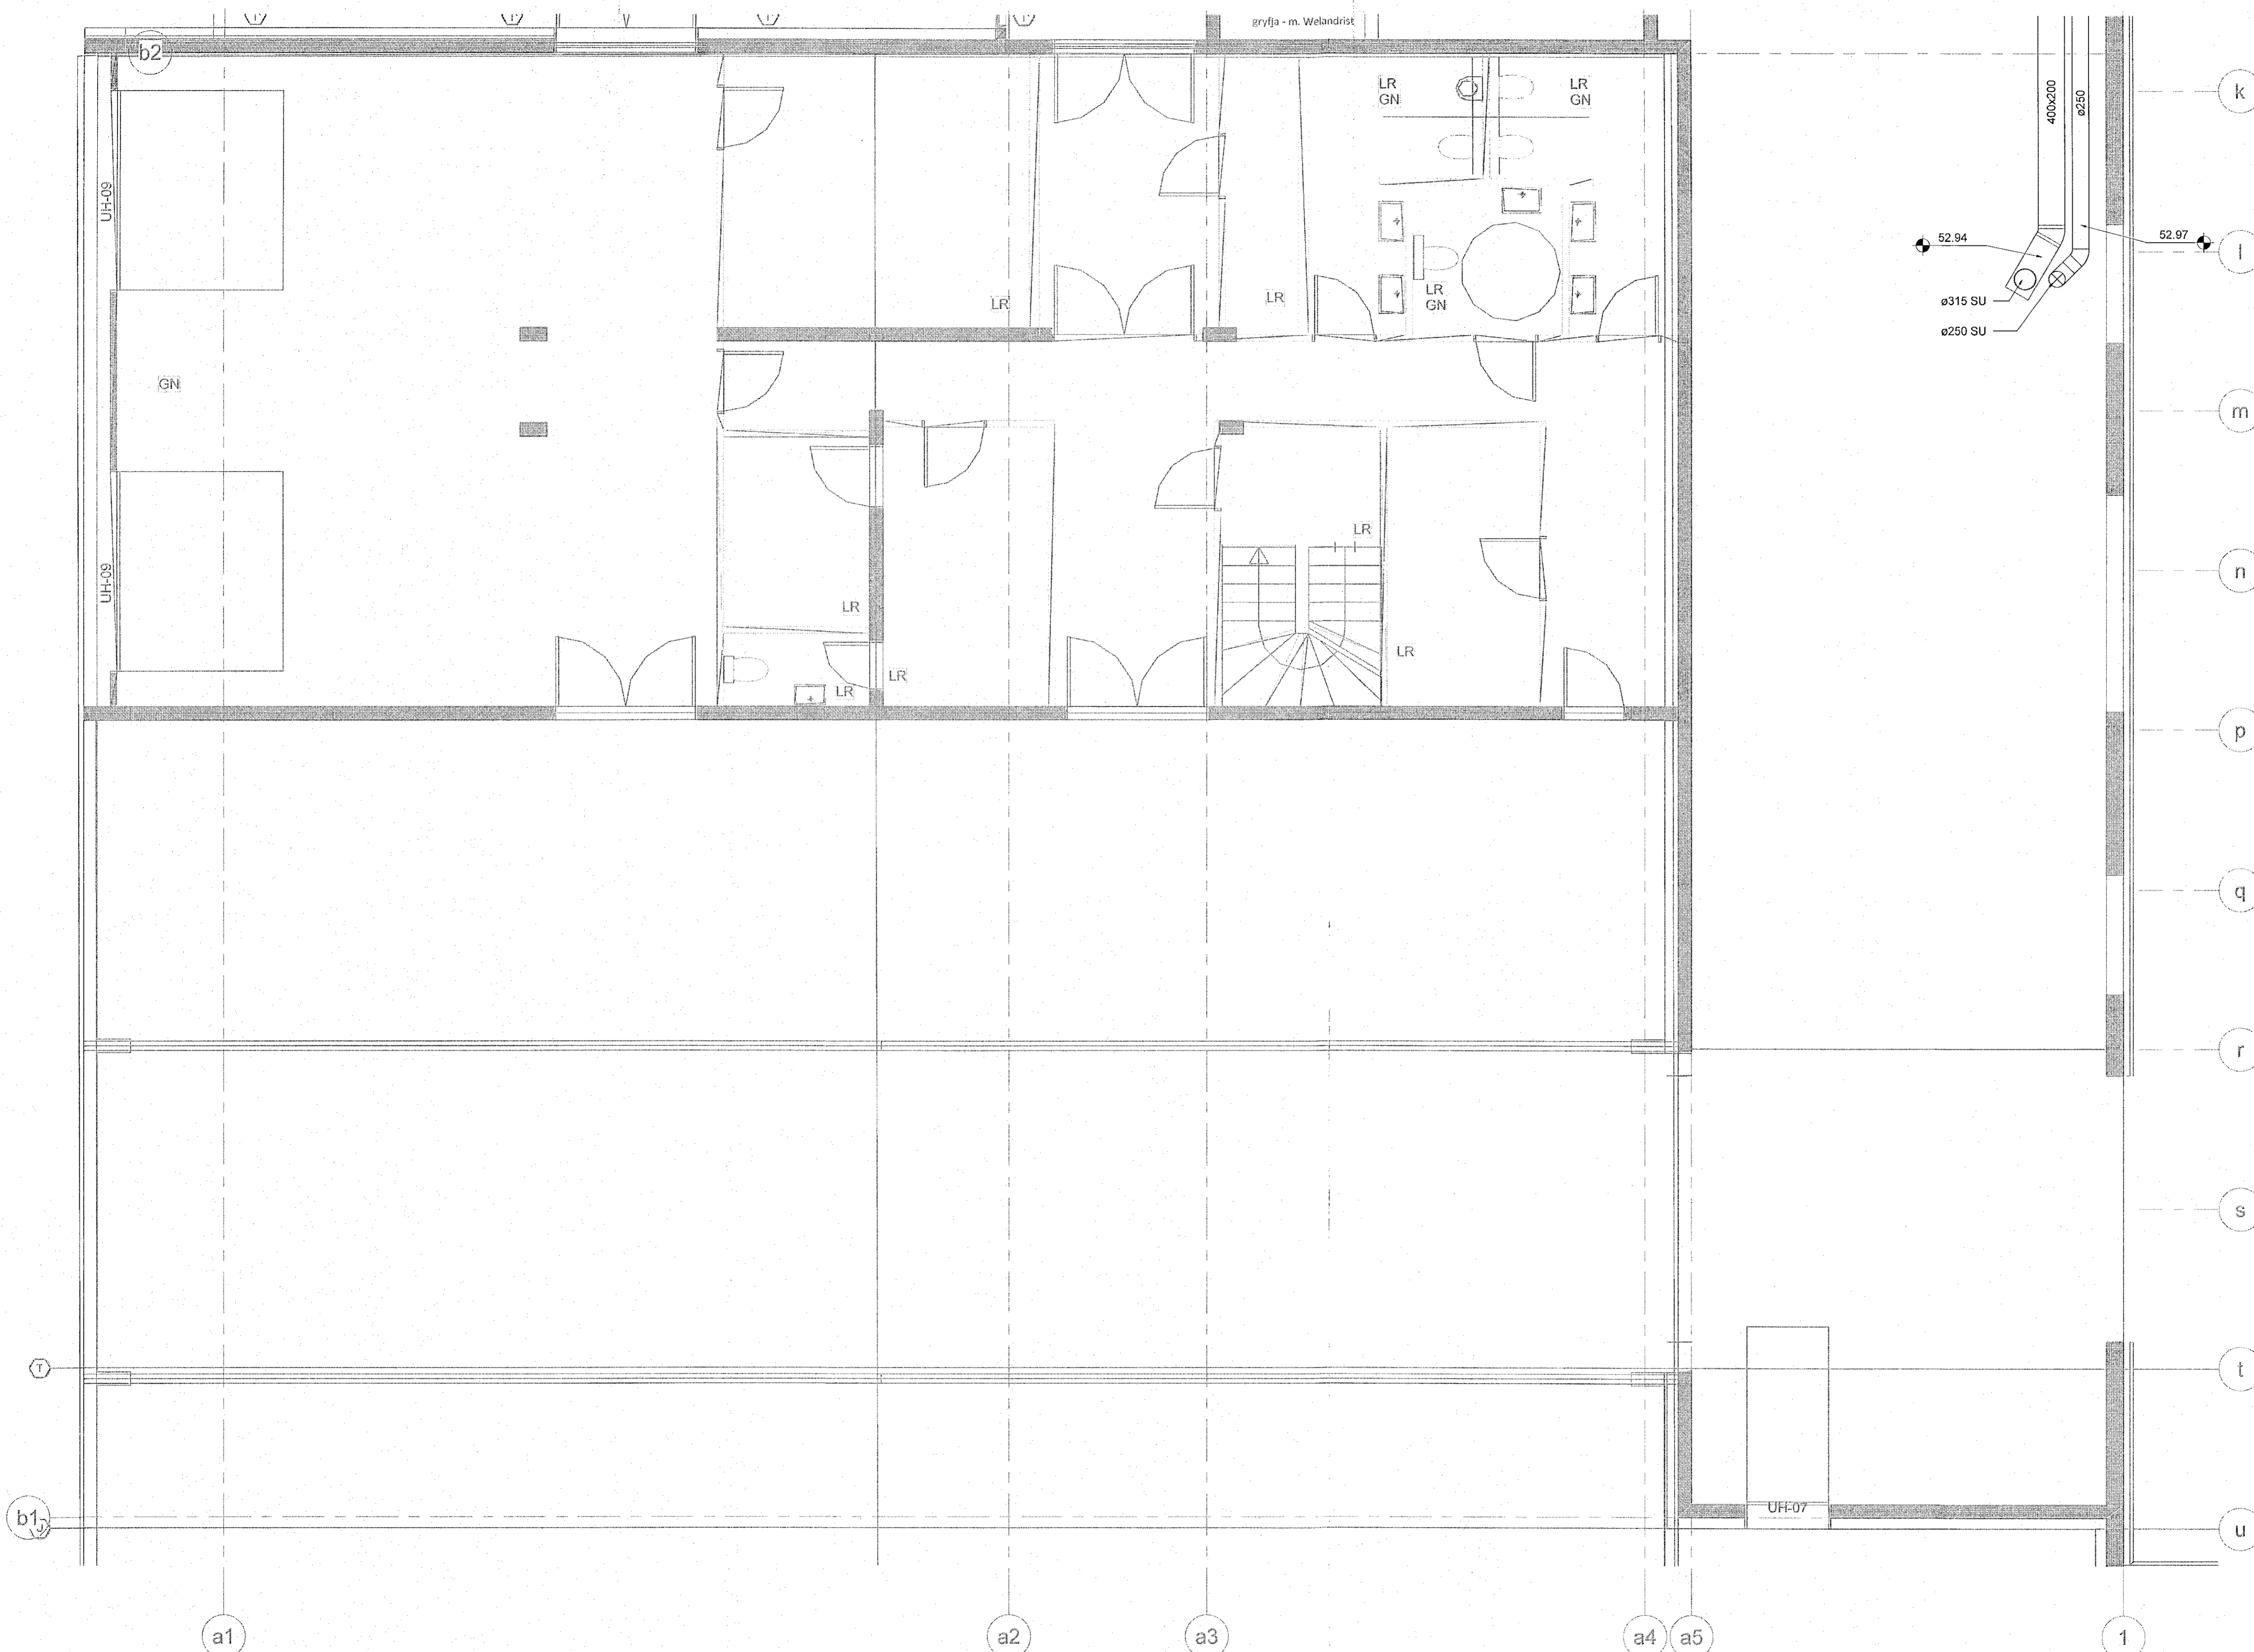 gryfja - m. Welandrist
b2
LR
GN
LR
GN
k
400x200
ø250
UH-09
52.94
52.97
l
ø315 SU
ø250 SU
LR
LR
LR
GN
GN
m
LR
UH-09
n
LR
LR
LR
LR
p
q
r
s
T
t
b1
UH-07
u
a1
a2
a3
a4
a5
1